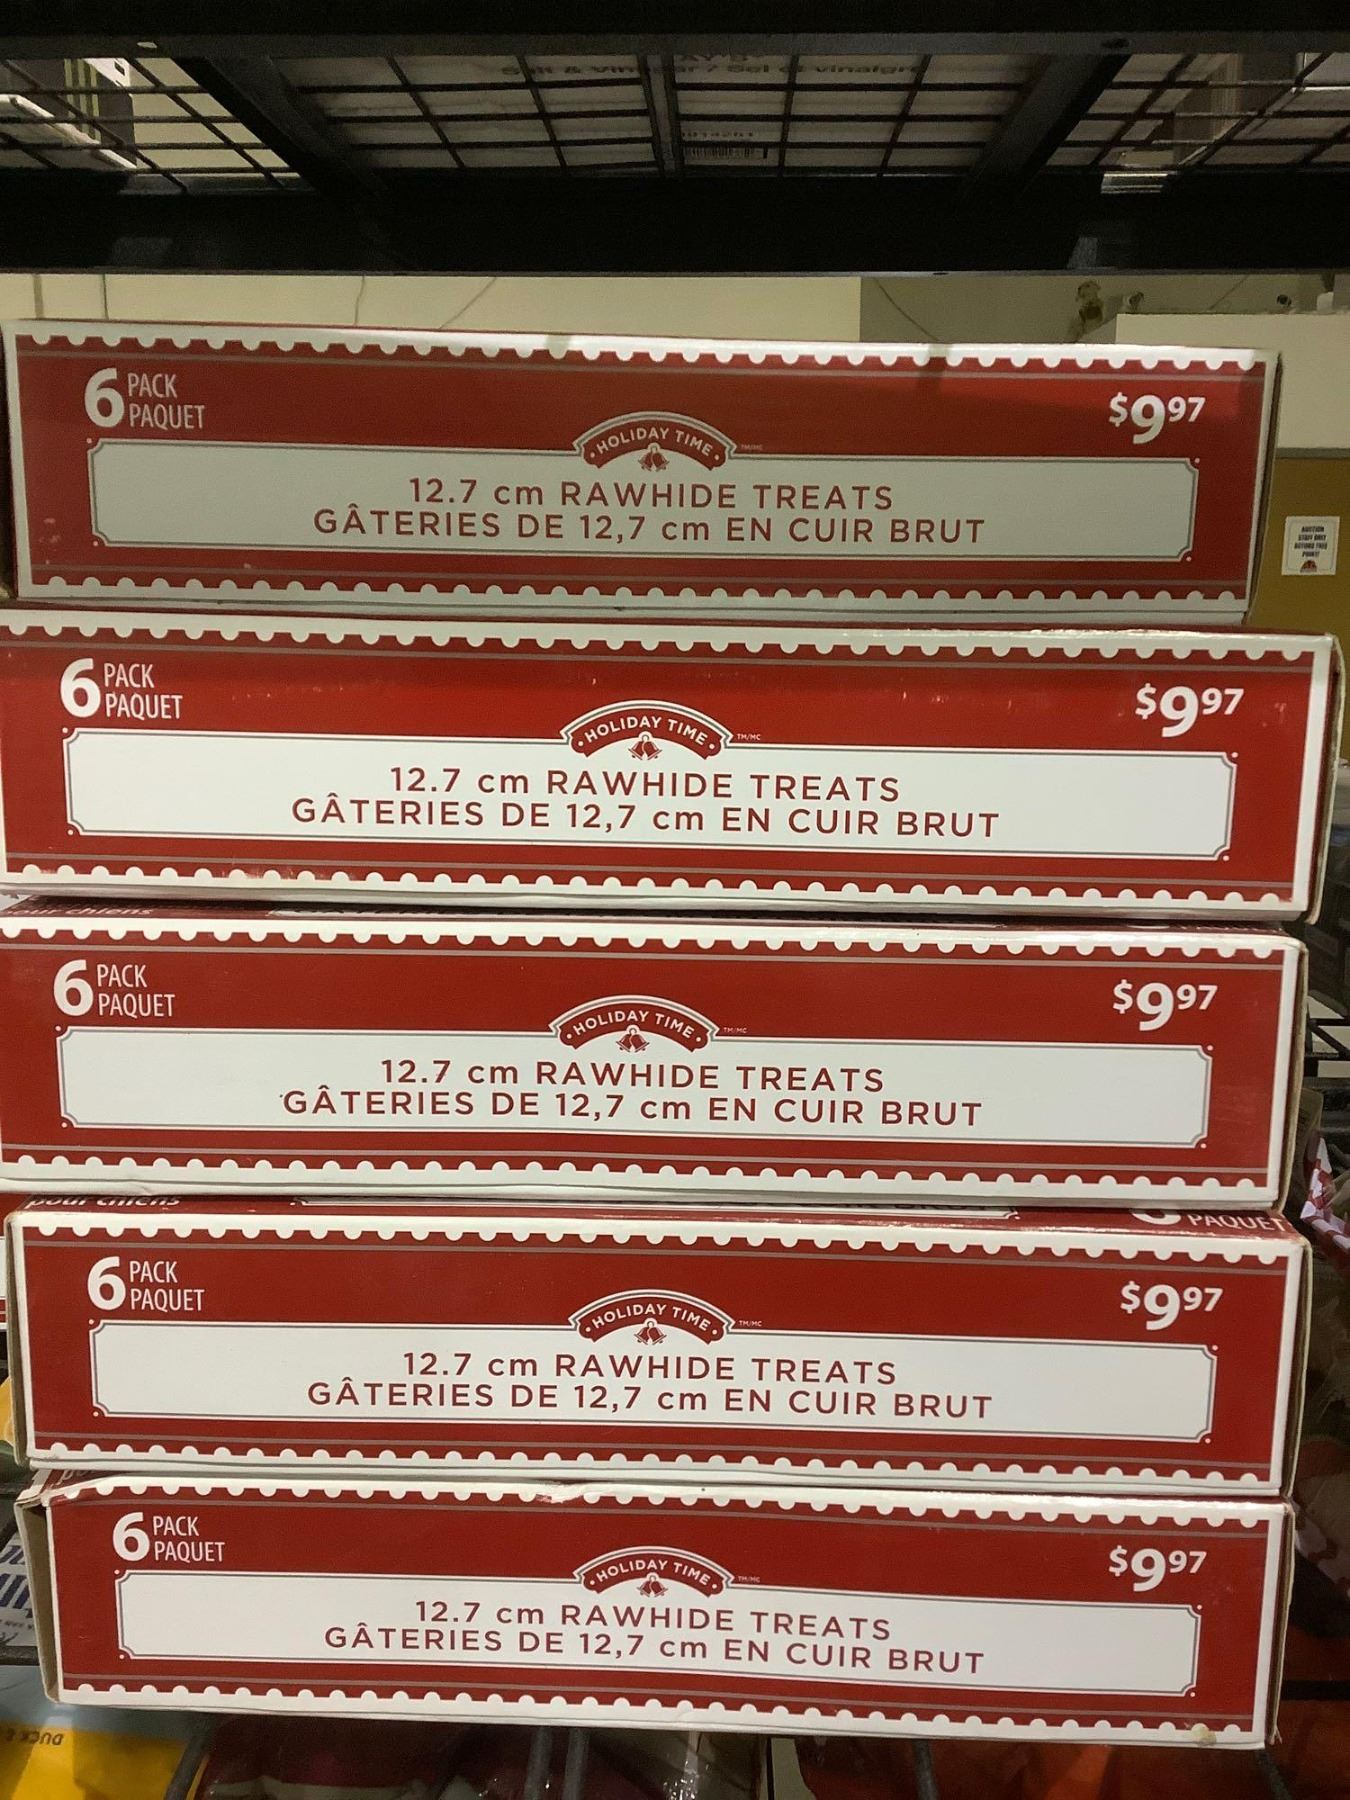 6 PACK
PAQUET
$9.97
HOLIDAY TIME
12.7 cm RAWHIDE TREATS
GÂTERIES DE 12,7 cm EN CUIR BRUT
6 PACK
PAQUET
$9.97
HOLIDAY TIME TM/MC
12.7 cm RAWHIDE TREATS
GÂTERIES DE 12,7 cm EN CUIR BRUT
6 PACK
PAQUET
$9.97
HOLIDAY TIME TM/MC
12.7 cm RAWHIDE TREATS
GÂTERIES DE 12,7 cm EN CUIR BRUT
pour chiens
PAQUET
6 PACK
PAQUET
$9.97
HOLIDAY TIME TM/MC
12.7 cm RAWHIDE TREATS
GÂTERIES DE 12,7 cm EN CUIR BRUT
6 PACK
PAQUET
$9.97
HOLIDAY TIME TM/MC
12.7 cm RAWHIDE TREATS
GÂTERIES DE 12,7 cm EN CUIR BRUT
DUCK &